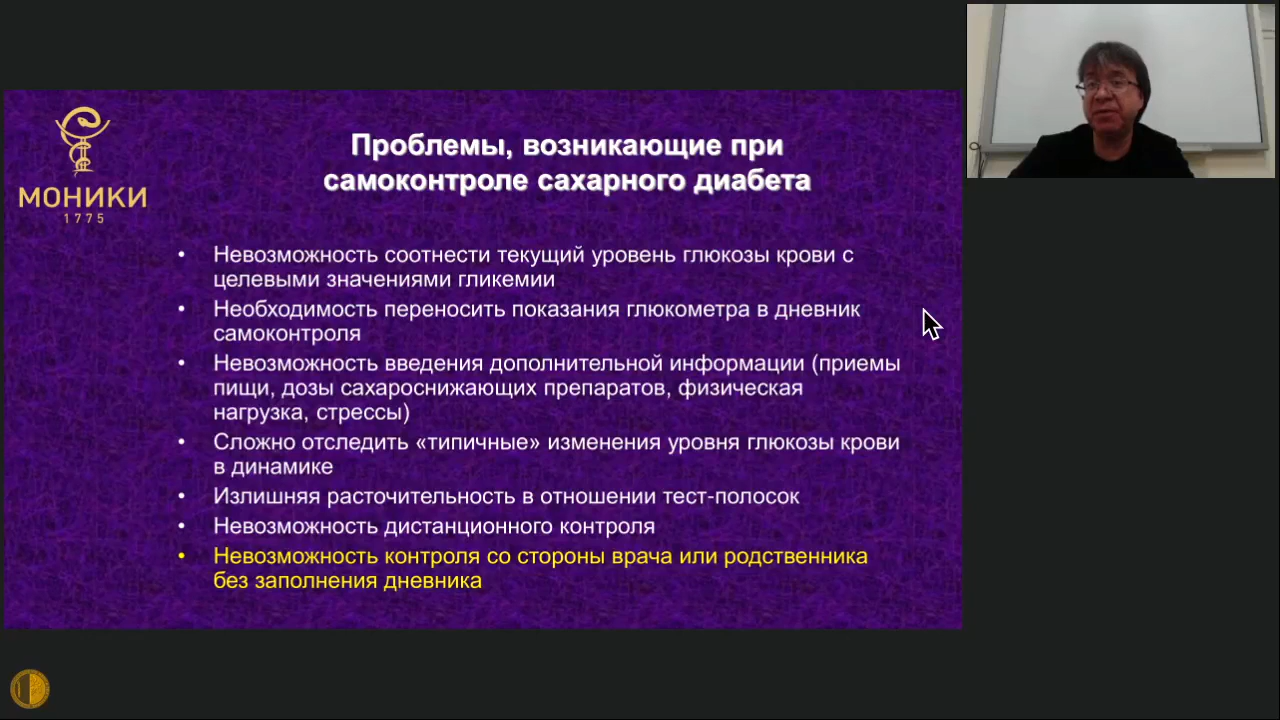 МОНИКИ
1775
Проблемы, возникающие при
самоконтроле сахарного диабета
• Невозможность соотнести текущий уровень глюкозы крови с
целевыми значениями гликемии
• Необходимость переносить показания глюкометра в дневник
самоконтроля
• Невозможность введения дополнительной информации (приемы
пищи, дозы сахароснижающих препаратов, физическая
нагрузка, стрессы)
• Сложно отследить «типичные» изменения уровня глюкозы крови
в динамике
• Излишняя расточительность в отношении тест-полосок
• Невозможность дистанционного контроля
• Невозможность контроля со стороны врача или родственника
без заполнения дневника